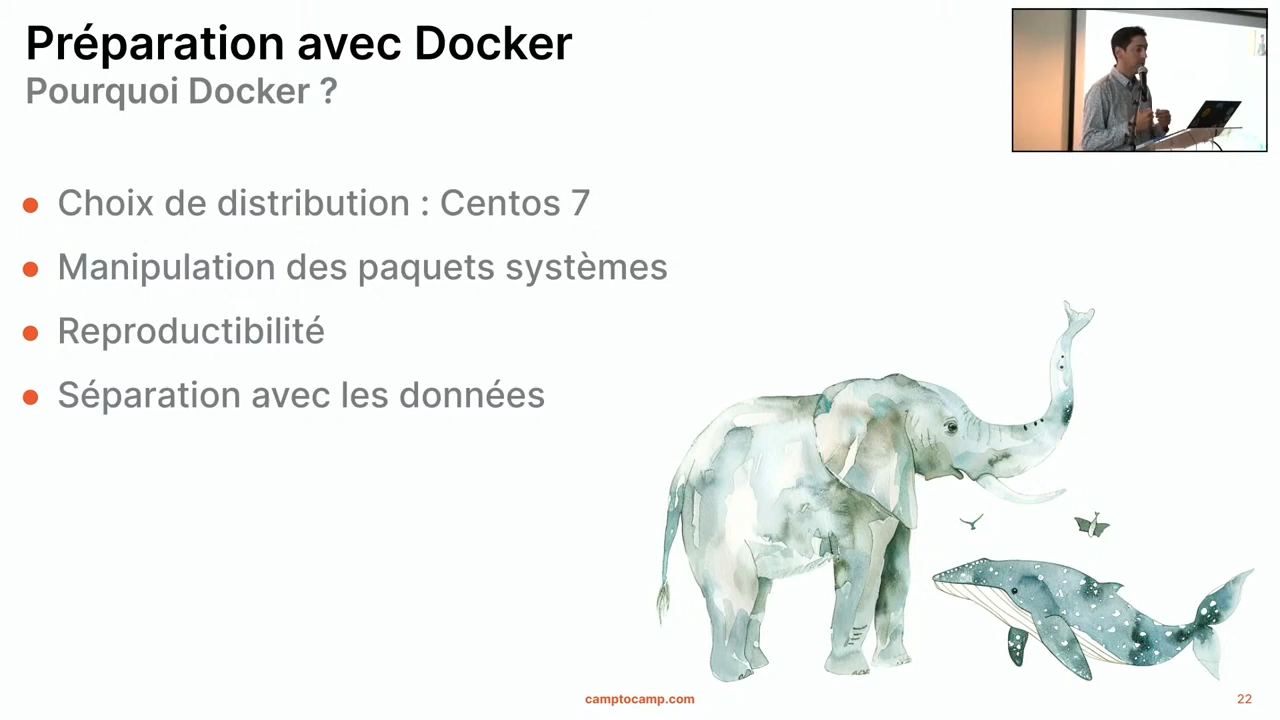 Préparation avec Docker
Pourquoi Docker ?
Choix de distribution : Centos 7
Manipulation des paquets systèmes
Reproductibilité
Séparation avec les données
camptocamp.com
22